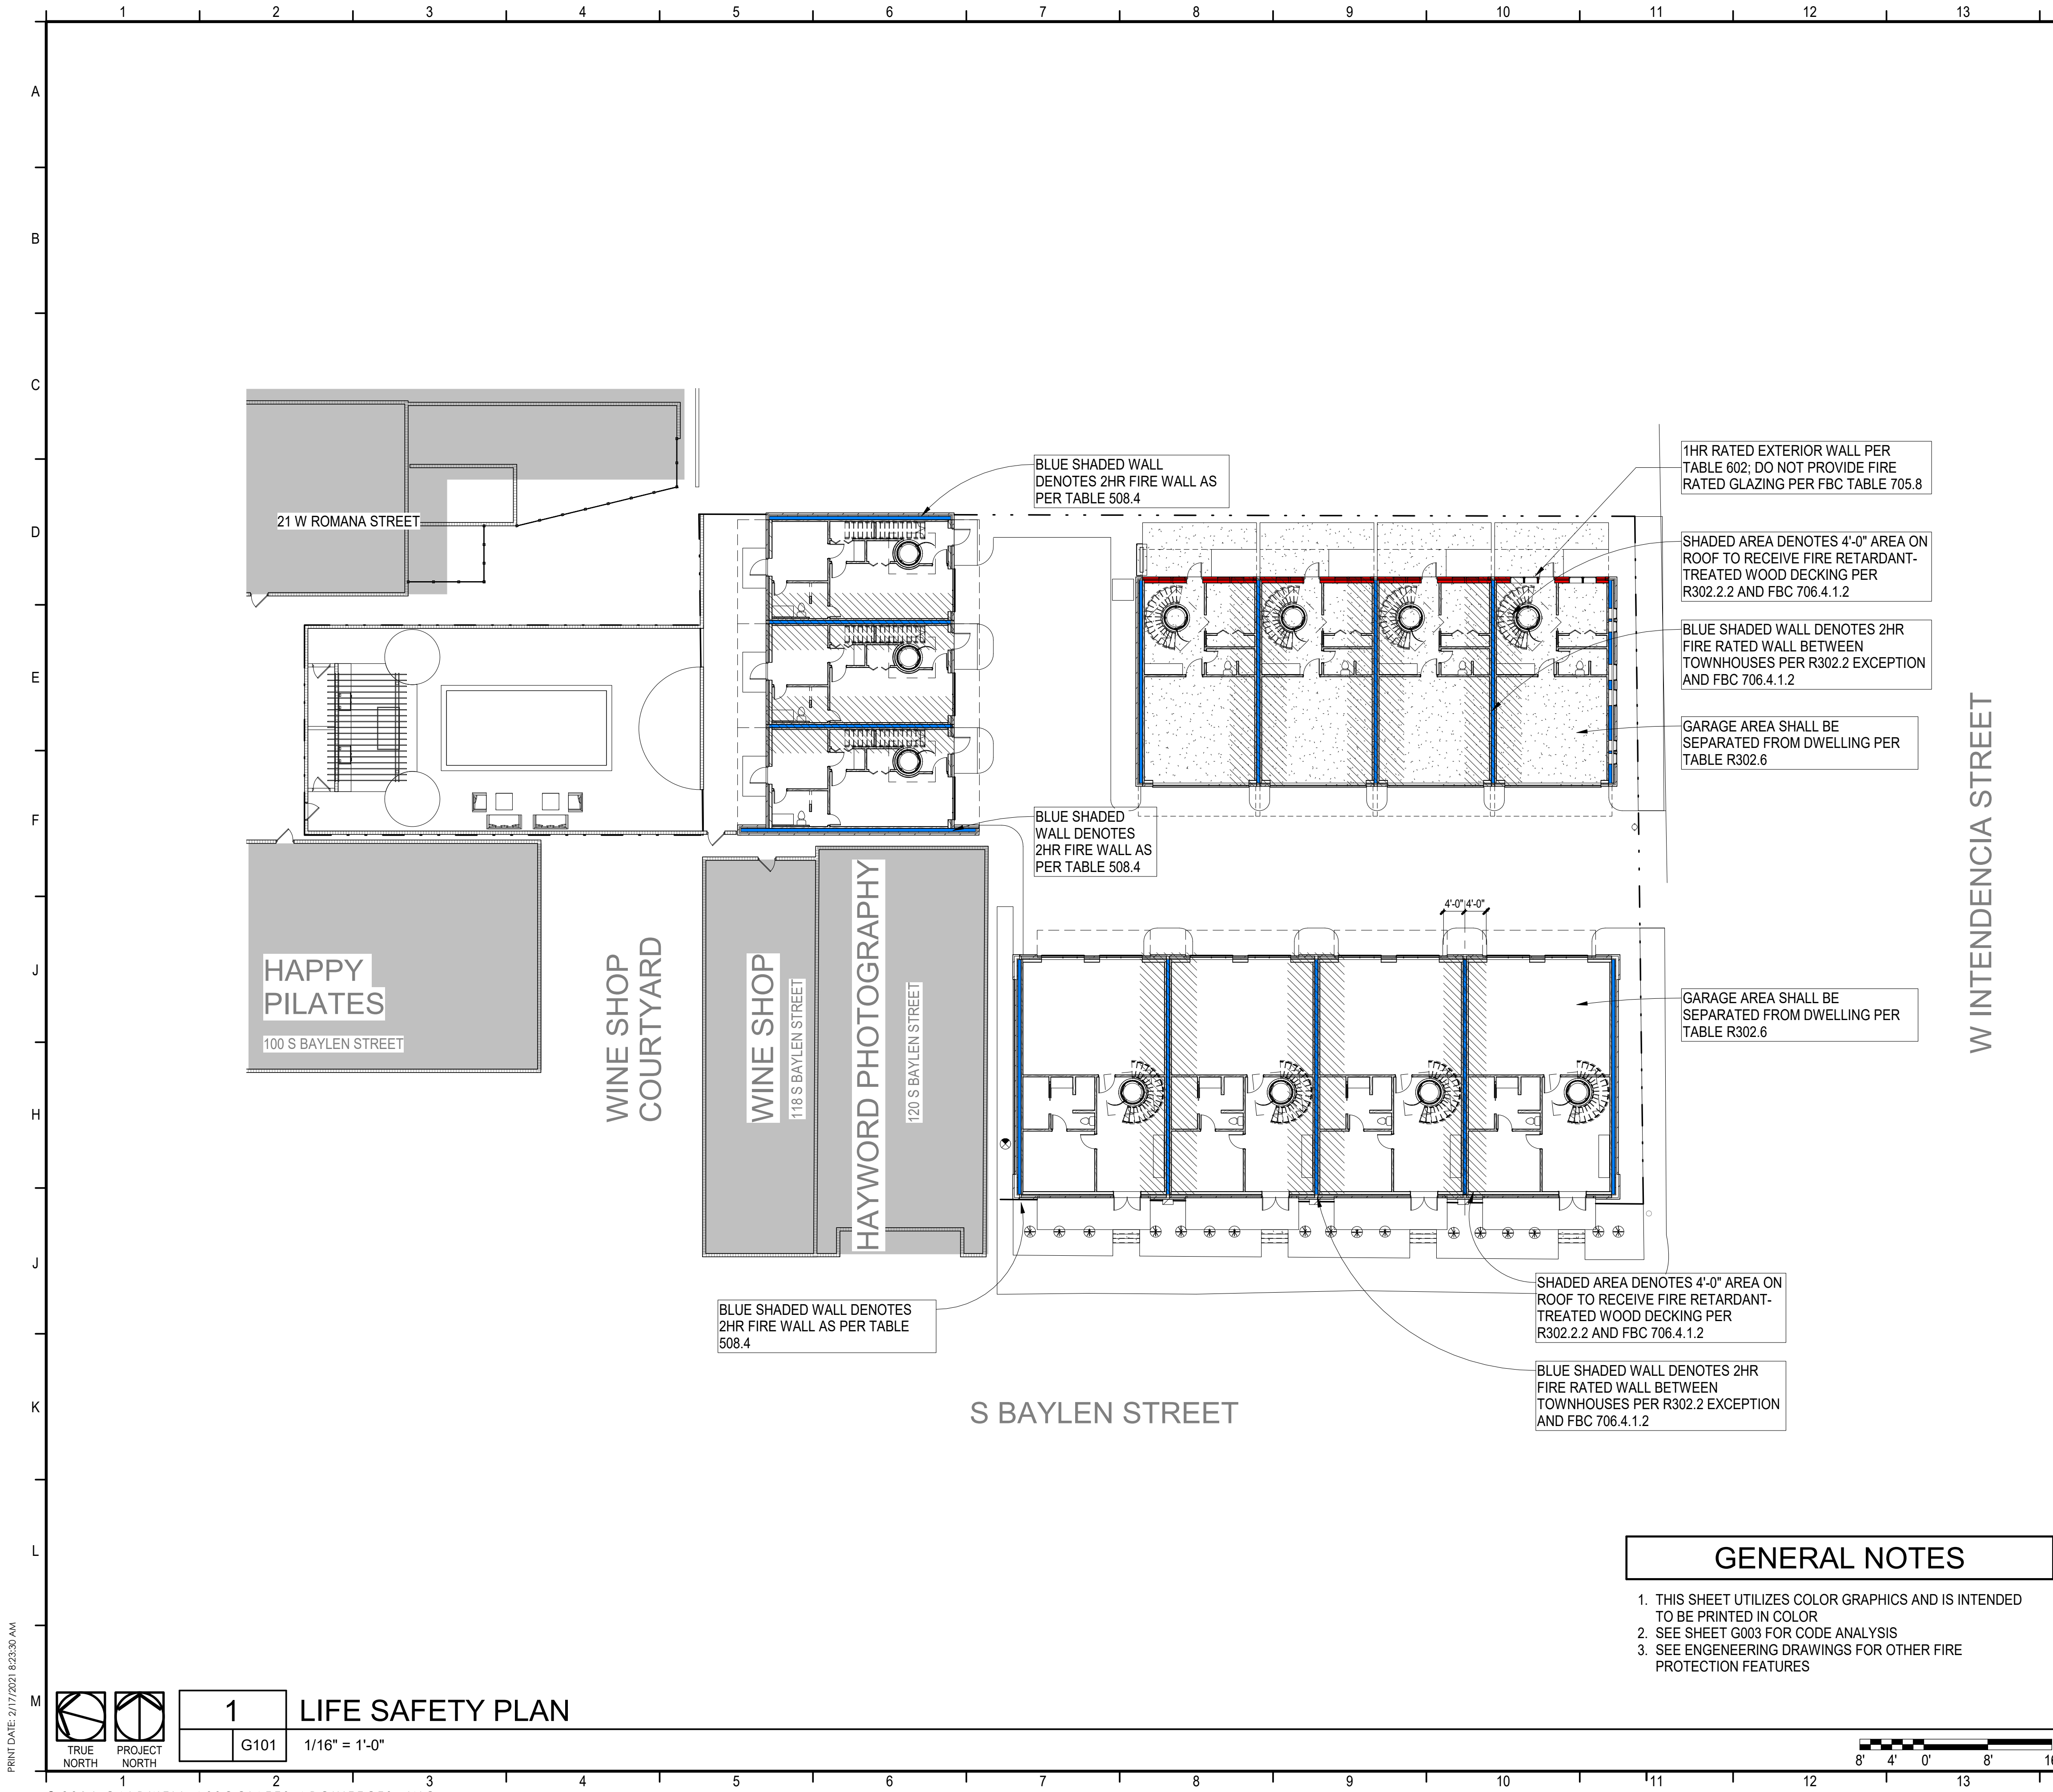 1 2 3 4 5 6 7 8 9 10 11 12 13
A
B
C
D
E
F
J
H
J
K
L
M
21 W ROMANA STREET
BLUE SHADED WALL
DENOTES 2HR FIRE WALL AS
PER TABLE 508.4
1HR RATED EXTERIOR WALL PER
TABLE 602; DO NOT PROVIDE FIRE
RATED GLAZING PER FBC TABLE 705.8
SHADED AREA DENOTES 4'-0" AREA ON
ROOF TO RECEIVE FIRE RETARDANT-
TREATED WOOD DECKING PER
R302.2.2 AND FBC 706.4.1.2
BLUE SHADED WALL DENOTES 2HR
FIRE RATED WALL BETWEEN
TOWNHOUSES PER R302.2 EXCEPTION
AND FBC 706.4.1.2
GARAGE AREA SHALL BE
SEPARATED FROM DWELLING PER
TABLE R302.6
W INTENDENCIA STREET
BLUE SHADED
WALL DENOTES
2HR FIRE WALL AS
PER TABLE 508.4
4'-0" 4'-0"
HAPPY
PILATES
100 S BAYLEN STREET
WINE SHOP
COURTYARD
WINE SHOP
118 S BAYLEN STREET
HAYWORD PHOTOGRAPHY
120 S BAYLEN STREET
GARAGE AREA SHALL BE
SEPARATED FROM DWELLING PER
TABLE R302.6
BLUE SHADED WALL DENOTES
2HR FIRE WALL AS PER TABLE
508.4
SHADED AREA DENOTES 4'-0" AREA ON
ROOF TO RECEIVE FIRE RETARDANT-
TREATED WOOD DECKING PER
R302.2.2 AND FBC 706.4.1.2
BLUE SHADED WALL DENOTES 2HR
FIRE RATED WALL BETWEEN
TOWNHOUSES PER R302.2 EXCEPTION
AND FBC 706.4.1.2
S BAYLEN STREET
GENERAL NOTES
1. THIS SHEET UTILIZES COLOR GRAPHICS AND IS INTENDED
TO BE PRINTED IN COLOR
2. SEE SHEET G003 FOR CODE ANALYSIS
3. SEE ENGENEERING DRAWINGS FOR OTHER FIRE
PROTECTION FEATURES
PRINT DATE: 2/17/2021 8:23:30 AM
TRUE
NORTH
PROJECT
NORTH
1
G101
LIFE SAFETY PLAN
1/16" = 1'-0"
8' 4' 0' 8' 16
1 2 3 4 5 6 7 8 9 10 11 12 13